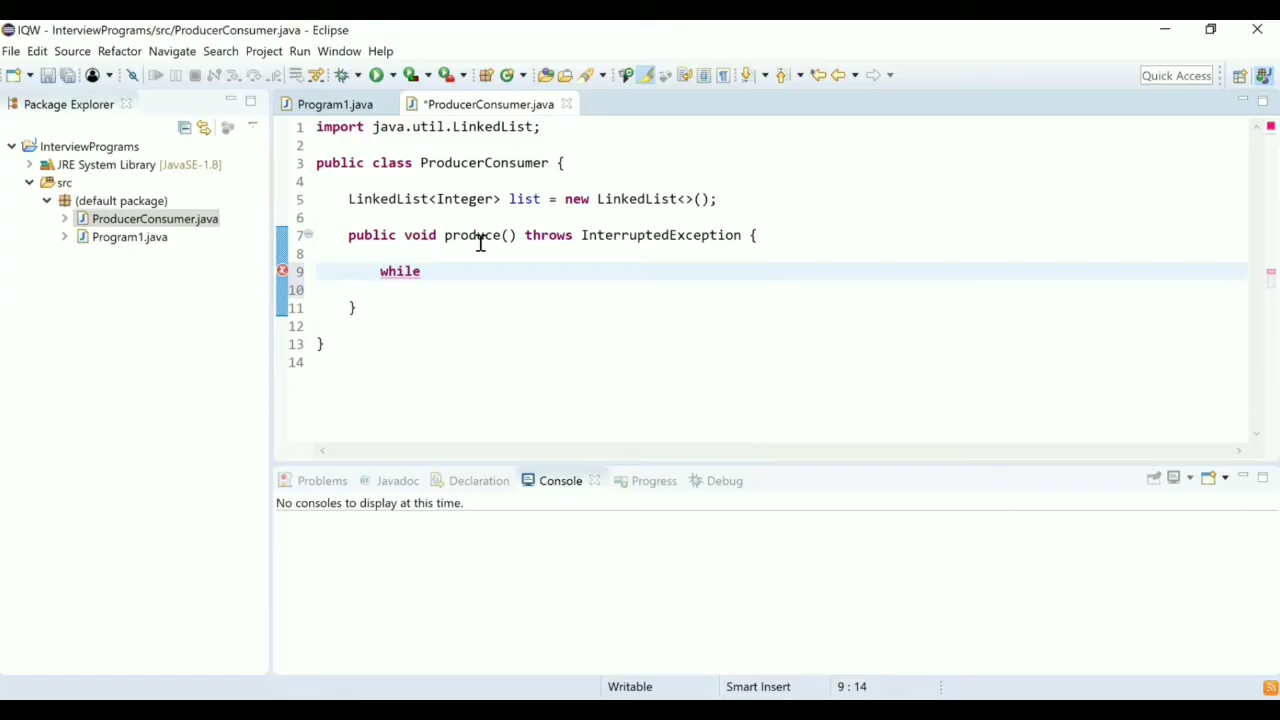 IQW - InterviewPrograms/src/ProducerConsumer.java - Eclipse
File Edit Source Refactor Navigate Search Project Run Window Help
Quick Access
Package Explorer
Program1.java
*ProducerConsumer.java
InterviewPrograms
JRE System Library [JavaSE-1.8]
src
(default package)
ProducerConsumer.java
Program1.java
1 import java.util.LinkedList;
2
3 public class ProducerConsumer {
4
5 LinkedList<Integer> list = new LinkedList<>();
6
7 public void produce() throws InterruptedException {
8
9 while
10
11 }
12
13 }
14
Problems @ Javadoc Declaration Console Progress Debug
No consoles to display at this time.
Writable Smart Insert 9 : 14